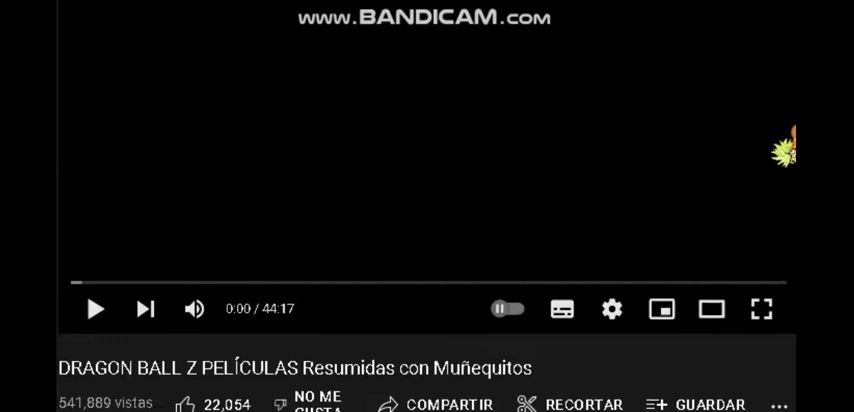 www.BANDICAM.com
0:00 / 44:17
DRAGON BALL Z PELÍCULAS Resumidas con Muñequitos
541,889 vistas 22,054 NO ME GUSTA COMPARTIR RECORTAR GUARDAR